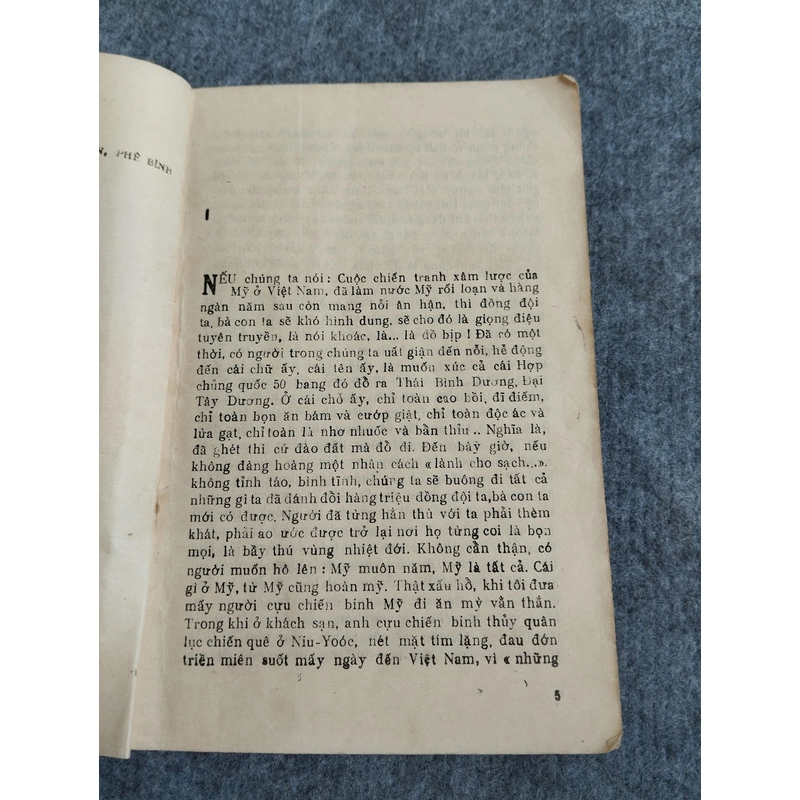 N, PHÊ BÌNH
I
NẾU chúng ta nói : Cuộc chiến tranh xâm lược của
Mỹ ở Việt Nam, đã làm nước Mỹ rối loạn và hàng
ngàn năm sau còn mang nỗi ân hận, thì đồng đội
ta, bà con ta sẽ khó hình dung, sẽ cho đó là giọng điệu
tuyên truyền, là nói khoác, là... là đồ bịp ! Đã có một
thời, có người trong chúng ta uất giận đến nỗi, hễ động
đến cái chữ ấy, cái tên ấy, là muốn xúc cả cái Hợp
chủng quốc 50 bang đó đổ ra Thái Bình Dương, Đại
Tây Dương. Ở cái chỗ ấy, chỉ toàn cao bồi, đĩ điếm,
chỉ toàn bọn ăn bám và cướp giật, chỉ toàn độc ác và
lừa gạt, chỉ toàn là nhơ nhuốc và bần thỉu .. Nghĩa là,
đã ghét thì cứ đào đất mà đổ đi. Đến bây giờ, nếu
không đàng hoàng một nhân cách «lành cho sạch...».
không tỉnh táo, bình tĩnh, chúng ta sẽ buông đi tất cả
những gì ta đã đánh đổi hàng triệu đồng đội ta, bà con ta
mới có được. Người đã từng hằn thù với ta phải thèm
khát, phải ao ước được trở lại nơi họ từng coi là bọn
mọi, là bầy thú vùng nhiệt đới. Không cẩn thận, có
người muốn hô lên : Mỹ muôn năm, Mỹ là tất cả. Cái
gì ở Mỹ, từ Mỹ cũng hoàn mỹ. Thật xấu hổ, khi tôi đưa
mấy người cựu chiến binh Mỹ đi ăn mỳ vằn thắn.
Trong khi ở khách sạn, anh cựu chiến binh thủy quân
lục chiến quê ở Niu-Yoóc, nét mặt tím lặng, đau đớn
triền miên suốt mấy ngày đến Việt Nam, vì « những
5